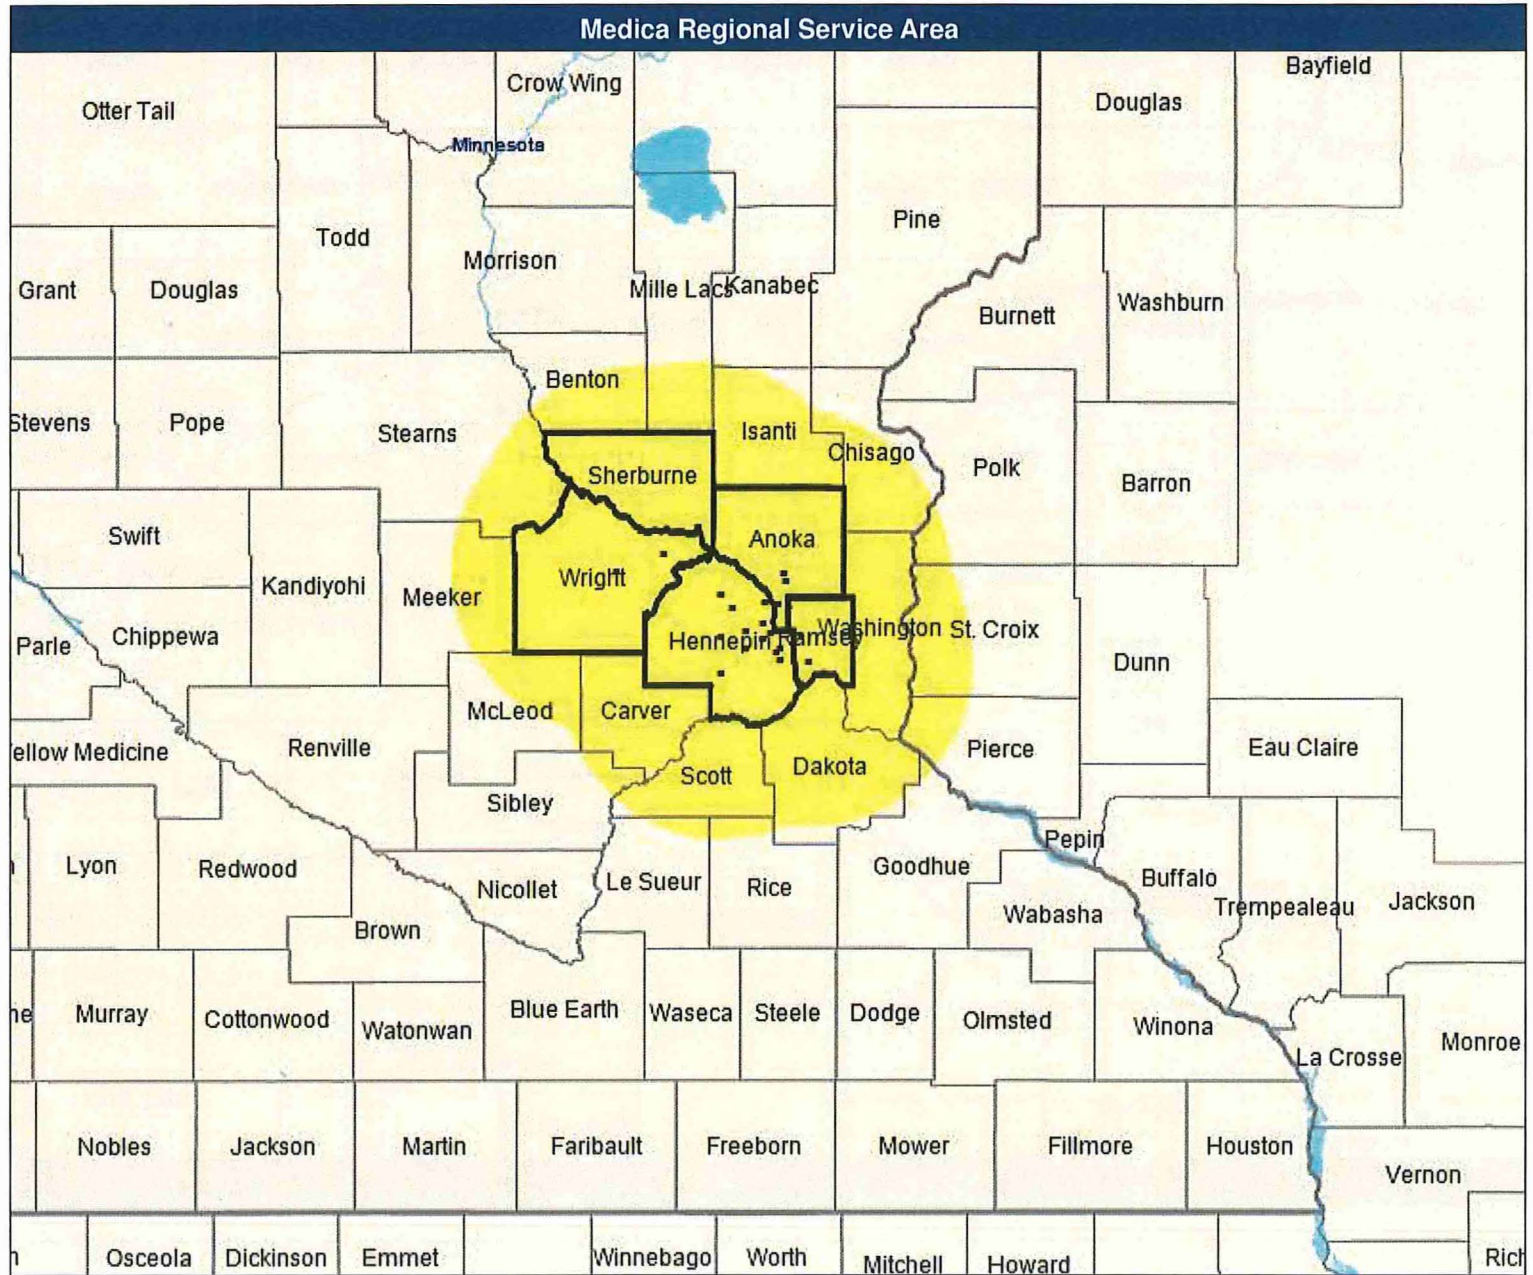 Medica Regional Service Area
Bayfield
Crow Wing
Douglas
Otter Tail
Minnesota
Pine
Todd
Morrison
Mille Lacs
Kanabec
Grant
Douglas
Washburn
Burnett
Benton
Stevens
Pope
Stearns
Isanti
Chisago
Polk
Sherburne
Barron
Swift
Anoka
Wright
Kandiyohi
Meeker
Washington
St. Croix
Chippewa
Parle
Hennepin
Ramsey
Dunn
McLeod
Carver
Renville
ellow Medicine
Pierce
Eau Claire
Scott
Dakota
Sibley
Pepin
Lyon
Redwood
Goodhue
Nicollet
Le Sueur
Rice
Buffalo
Trempealeau
Jackson
Wabasha
Brown
Murray
Cottonwood
Watonwan
Blue Earth
Waseca
Steele
Dodge
Olmsted
Winona
La Crosse
Monroe
Nobles
Jackson
Martin
Faribault
Freeborn
Mower
Fillmore
Houston
Vernon
Osceola
Dickinson
Emmet
Winnebago
Worth
Mitchell
Howard
Rich